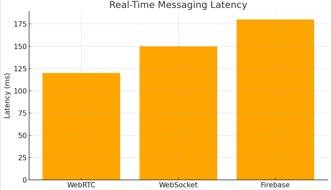 Real-Time Messaging Latency
Latency (ms)
175
150
125
100
75
50
25
0
WebRTC
WebSocket
Firebase